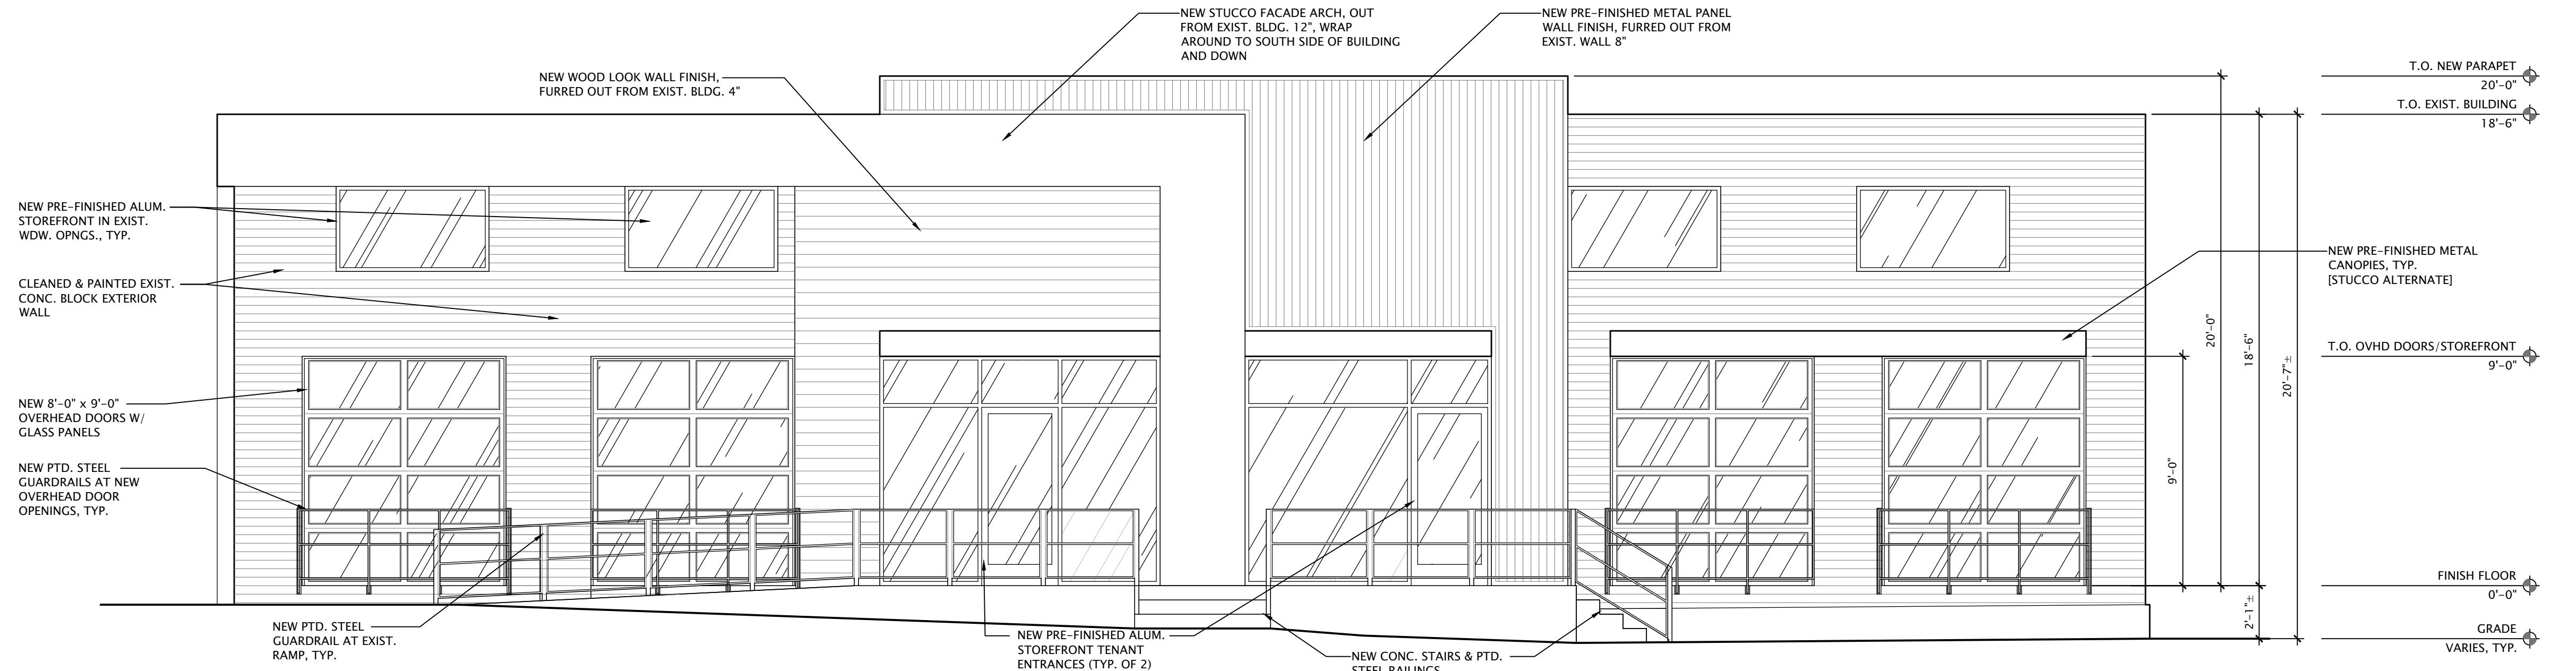 NEW STUCCO FACADE ARCH, OUT
FROM EXIST. BLDG. 12", WRAP
AROUND TO SOUTH SIDE OF BUILDING
AND DOWN
NEW PRE-FINISHED METAL PANEL
WALL FINISH, FURRED OUT FROM
EXIST. WALL 8"
NEW WOOD LOOK WALL FINISH,
FURRED OUT FROM EXIST. BLDG. 4"
T.O. NEW PARAPET
20'-0"
T.O. EXIST. BUILDING
18'-6"
NEW PRE-FINISHED ALUM.
STOREFRONT IN EXIST.
WDW. OPNGS., TYP.
CLEANED & PAINTED EXIST.
CONC. BLOCK EXTERIOR
WALL
NEW 8'-0" x 9'-0"
OVERHEAD DOORS W/
GLASS PANELS
NEW PTD. STEEL
GUARDRAILS AT NEW
OVERHEAD DOOR
OPENINGS, TYP.
NEW PRE-FINISHED METAL
CANOPIES, TYP.
[STUCCO ALTERNATE]
9'-0"
20'-0"
18'-6"
20'-7"±
2'-1"±
T.O. OVHD DOORS/STOREFRONT
9'-0"
FINISH FLOOR
0'-0"
GRADE
VARIES, TYP.
NEW PTD. STEEL
GUARDRAIL AT EXIST.
RAMP, TYP.
NEW PRE-FINISHED ALUM.
STOREFRONT TENANT
ENTRANCES (TYP. OF 2)
NEW CONC. STAIRS & PTD.
STEEL RAILINGS